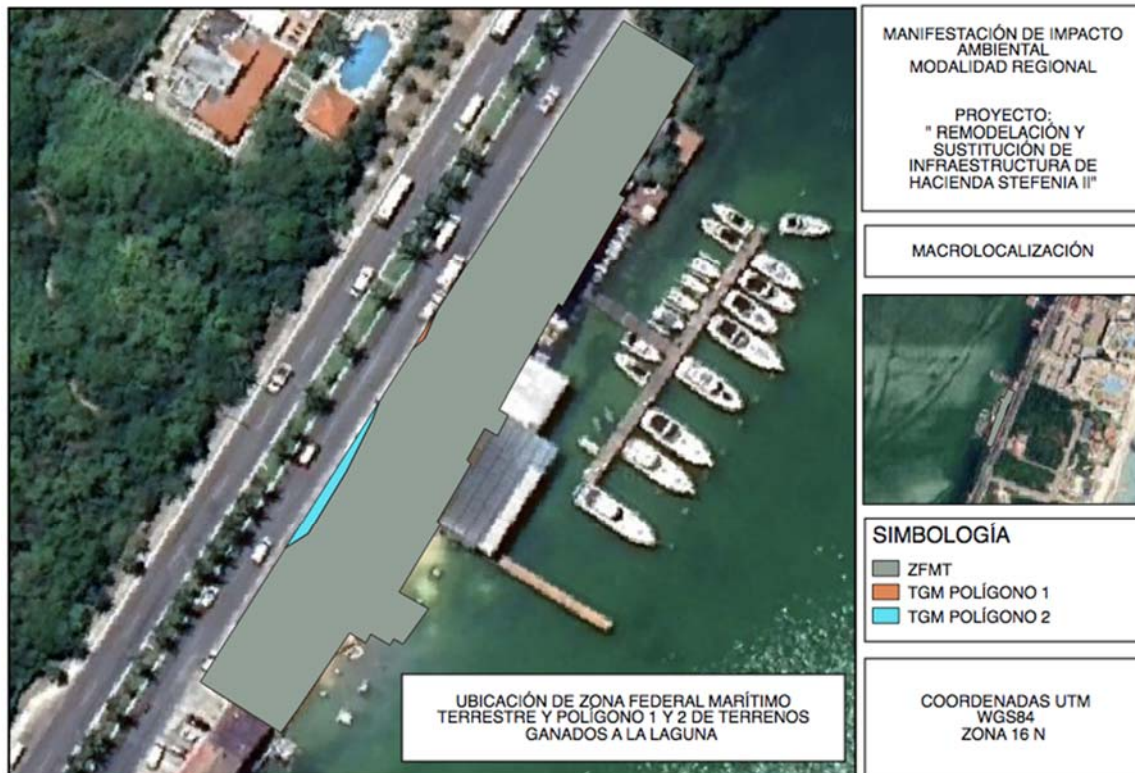 MANIFESTACIÓN DE IMPACTO
AMBIENTAL
MODALIDAD REGIONAL
PROYECTO:
" REMODELACIÓN Y
SUSTITUCIÓN DE
INFRAESTRUCTURA DE
HACIENDA STEFENIA II"
MACROLOCALIZACIÓN
SIMBOLOGÍA
ZFMT
TGM POLÍGONO 1
TGM POLÍGONO 2
UBICACIÓN DE ZONA FEDERAL MARÍTIMO
TERRESTRE Y POLÍGONO 1 Y 2 DE TERRENOS
GANADOS A LA LAGUNA
COORDENADAS UTM
WGS84
ZONA 16 N